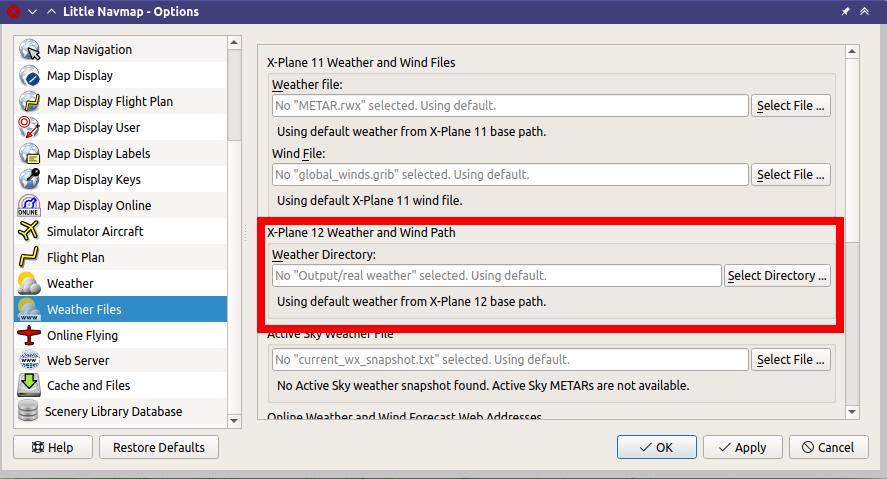 Little Navmap - Options
Map Navigation
Map Display
Map Display Flight Plan
Map Display User
Map Display Labels
Map Display Keys
Map Display Online
Simulator Aircraft
Flight Plan
Weather
Weather Files
Online Flying
Web Server
Cache and Files
Scenery Library Database
ONLINE
WWW
WWW
X-Plane 11 Weather and Wind Files
Weather file:
No "METAR.rwx" selected. Using default.
Select File ...
Using default weather from X-Plane 11 base path.
Wind File:
No "global_winds.grib" selected. Using default.
Select File ...
Using default X-Plane 11 wind file.
X-Plane 12 Weather and Wind Path
Weather Directory:
No "Output/real weather" selected. Using default.
Select Directory ...
Using default weather from X-Plane 12 base path.
Active Sky Weather File
No "current_wx_snapshot.txt" selected. Using default.
Select File ...
No Active Sky weather snapshot found. Active Sky METARs are not available.
Online Weather and Wind Forecast Web Addresses
Help
Restore Defaults
OK
Apply
Cancel